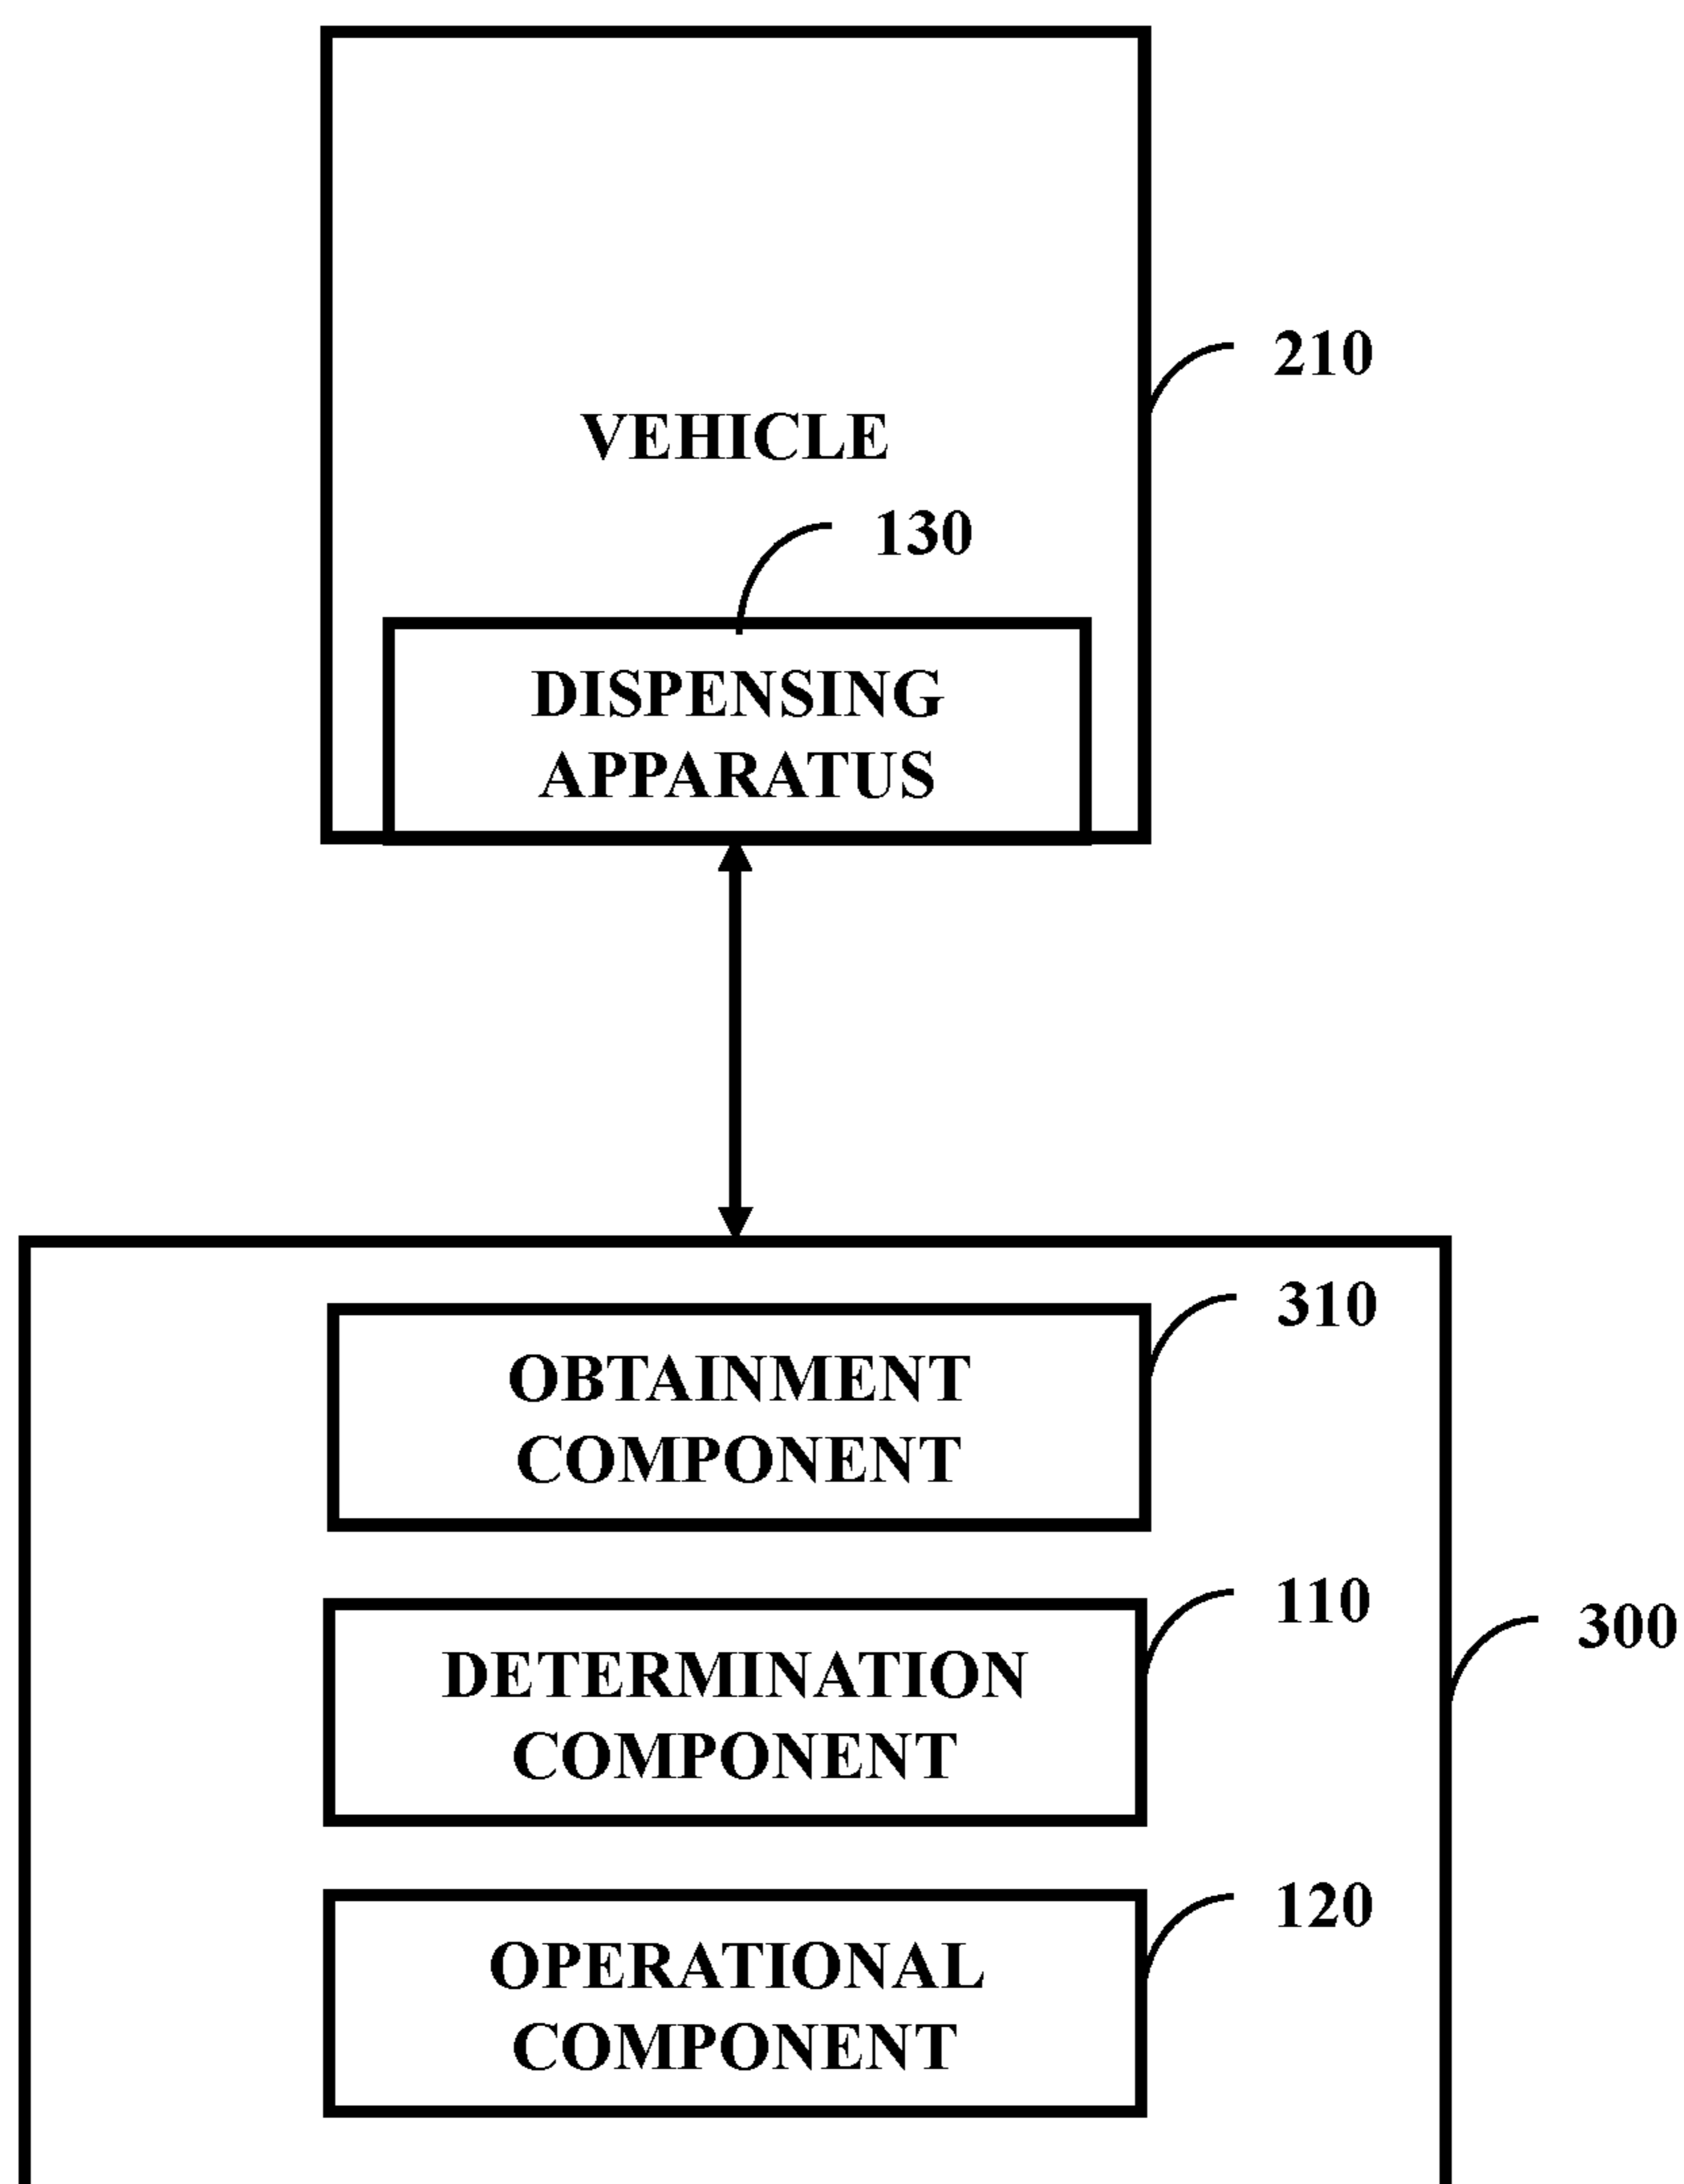 210
VEHICLE
130
DISPENSING
APPARATUS
310
OBTAINMENT
COMPONENT
110
300
DETERMINATION
COMPONENT
120
OPERATIONAL
COMPONENT